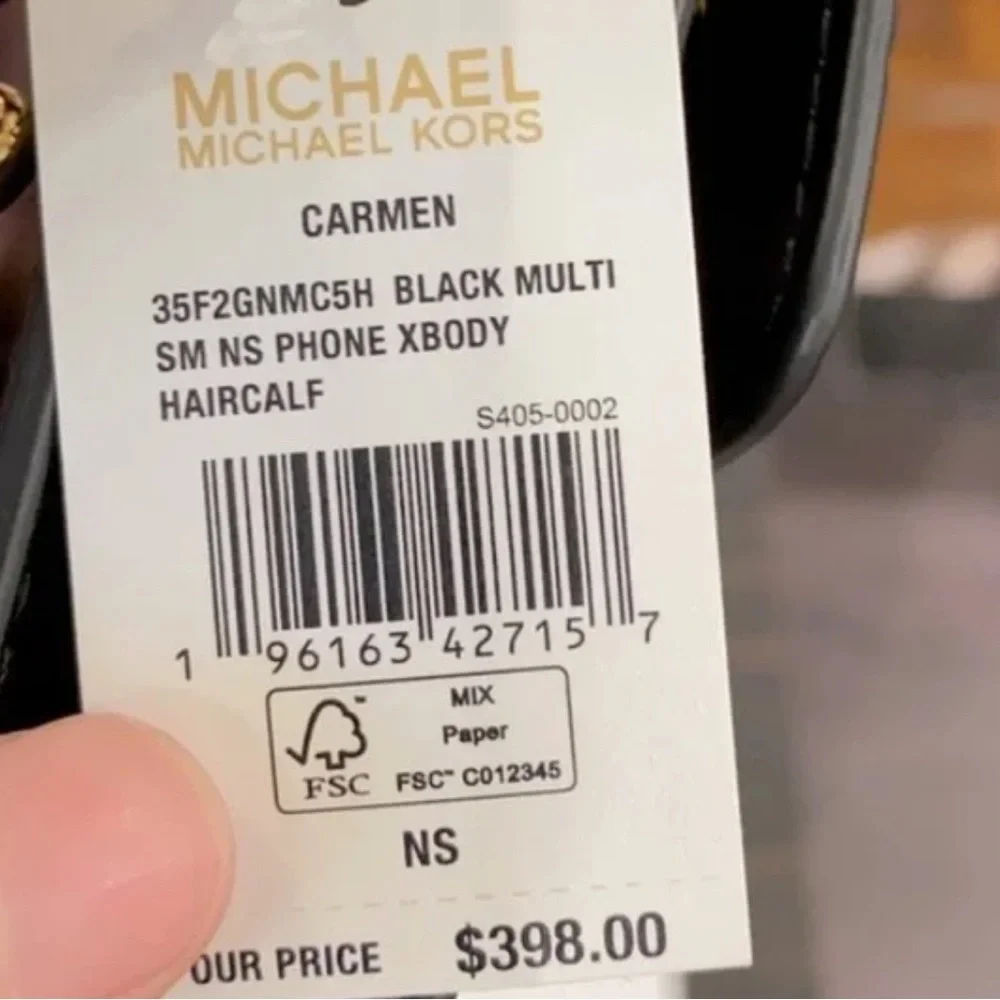 MICHAEL
MICHAEL KORS
CARMEN
35F2GNMC5H BLACK MULTI
SM NS PHONE XBODY
HAIRCALF
S405-0002
1 96163 42715 7
MIX
Paper
FSC™ C012345
FSC
NS
OUR PRICE $398.00